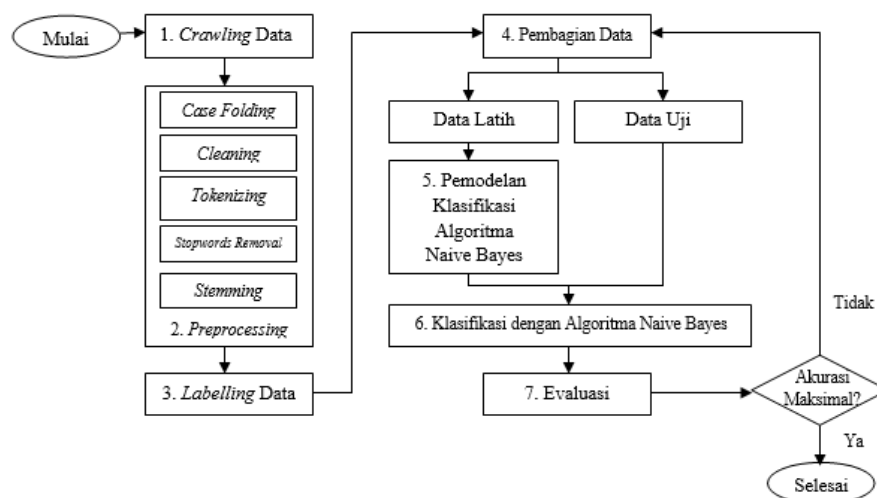 Mulai
1. Crawling Data
Case Folding
Cleaning
Tokenizing
Stopwords Removal
Stemming
2. Preprocessing
3. Labelling Data
4. Pembagian Data
Data Latih
Data Uji
5. Pemodelan
Klasifikasi
Algoritma
Naive Bayes
6. Klasifikasi dengan Algoritma Naive Bayes
7. Evaluasi
Akurasi
Maksimal?
Tidak
Ya
Selesai